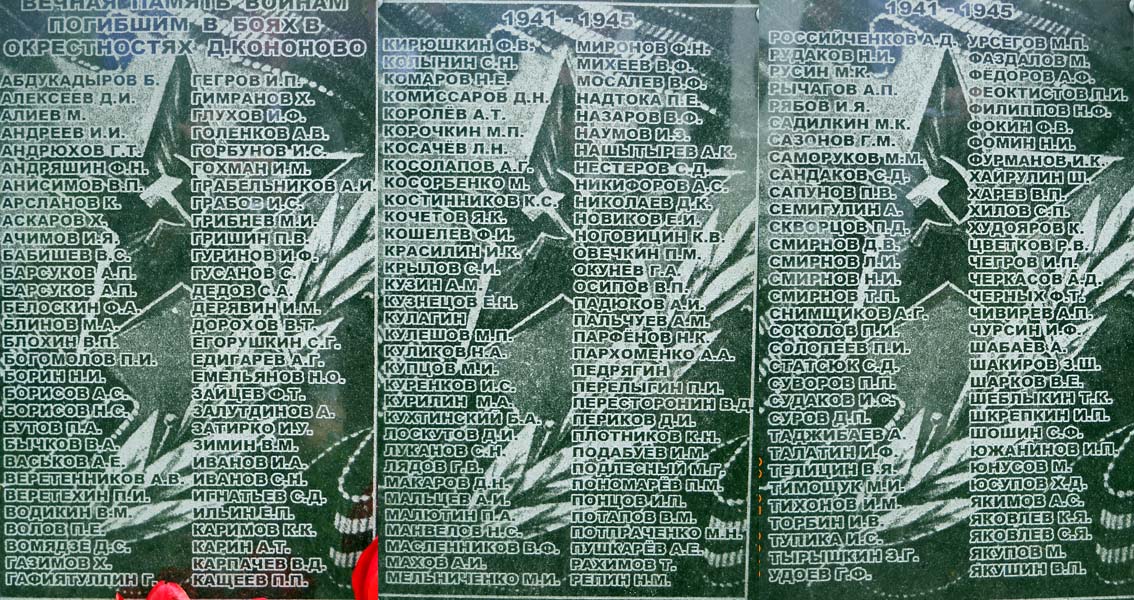 ВЕЧНАЯ ПАМЯТЬ ВОИНАМ
ПОГИБШИМ В БОЯХ В
ОКРЕСТНОСТЯХ Д.КОНОНОВО
АБДУКАДЫРОВ Б.
АЛЕКСЕЕВ Д.И.
АЛИЕВ М.
АНДРЕЕВ И.И.
АНДРЮХОВ Г.Т.
АНДРЯШИН Ф.Н.
АНИСИМОВ В.П.
АРСЛАНОВ К.
АСКАРОВ Х.
АЧИМОВ И.Я.
БАБИШЕВ В.С.
БАРСУКОВ А.П.
БАРСУКОВ А.П.
БЕЛОСКИН Ф.А.
БЛИНОВ М.А.
БЛОХИН В.П.
БОГОМОЛОВ П.И.
БОРИН Н.И.
БОРИСОВ А.С.
БОРИСОВ Н.С.
БУТОВ П.А.
БЫЧКОВ В.А.
ВАСЬКОВ А.Е.
ВЕРЕТЕННИКОВ А.В.
ВЕРЕТЕХИН П.И.
ВОДИКИН В.М.
ВОЛОВ П.Е.
ВОМЯДЗЕ Д.С.
ГАЗИМОВ Х.
ГАФИЯТУЛЛИН Г.
ГЕГРОВ И.П.
ГИМРАНОВ Х.
ГЛУХОВ И.Ф.
ГОЛЕНКОВ А.В.
ГОРБУНОВ И.С.
ГОХМАН И.М.
ГРАБЕЛЬНИКОВ А.И.
ГРАБОВ И.С.
ГРИБНЕВ М.И.
ГРИШИН П.В.
ГУРИНОВ И.Ф.
ГУСАНОВ С.
ДЕДОВ С.А.
ДЕРЯВИН И.М.
ДОРОХОВ В.Т.
ЕГОРУШКИН С.Г.
ЕДИГАРЕВ А.Г.
ЕМЕЛЬЯНОВ Н.О.
ЗАЙЦЕВ Ф.Т.
ЗАЛУТДИНОВ А.
ЗАТИРКО И.У.
ЗИМИН В.М.
ИВАНОВ И.А.
ИВАНОВ С.Н.
ИГНАТЬЕВ С.Д.
ИЛЬИН Е.П.
КАРИМОВ К.К.
КАРИН А.Т.
КАРПАЧЕВ В.Д.
КАЩЕЕВ П.П.
1941 - 1945
КИРЮШКИН Ф.В.
КОЛЫНИН С.Н.
КОМАРОВ Н.Е.
КОМИССАРОВ Д.Н.
КОРОЛЁВ А.Т.
КОРОЧКИН М.П.
КОСАЧЁВ Л.Н.
КОСОЛАПОВ А.Г.
КОСОРБЕНКО М.
КОСТИННИКОВ К.С.
КОЧЕТОВ Я.К.
КОШЕЛЕВ Ф.И.
КРАСИЛИН И.К.
КРЫЛОВ С.И.
КУЗИН А.М.
КУЗНЕЦОВ Е.Н.
КУЛАГИН
КУЛЕШОВ М.П.
КУЛИКОВ Н.А.
КУПЦОВ М.И.
КУРЕНКОВ И.С.
КУРИЛИН М.А.
КУХТИНСКИЙ Б.А.
ЛОСКУТОВ Д.И.
ЛУКАНОВ С.Н.
ЛЯДОВ Г.В.
МАКАРОВ Д.Н.
МАЛЬЦЕВ А.И.
МАЛЮТИН П.А.
МАНВЕЛОВ Н.С.
МАСЛЕННИКОВ В.Ф.
МАХОВ А.И.
МЕЛЬНИЧЕНКО М.И.
МИРОНОВ Ф.Н.
МИХЕЕВ В.Ф.
МОСАЛЕВ В.Ф.
НАДТОКА П.Е.
НАЗАРОВ В.Ф.
НАУМОВ И.З.
НАШЫТЫРЕВ А.К.
НЕСТЕРОВ С.Д.
НИКИФОРОВ А.С.
НИКОЛАЕВ Д.К.
НОВИКОВ Е.И.
НОГОВИЦИН К.В.
ОВЕЧКИН П.М.
ОКУНЁВ Г.А.
ОСИПОВ В.П.
ПАДЮКОВ А.И.
ПАЛЬЧУЕВ А.М.
ПАРФЁНОВ Н.К.
ПАРХОМЕНКО А.А.
ПЕДРЯГИН
ПЕРЕЛЫГИН П.И.
ПЕРЕСТОРОНИН В.Д.
ПЕРИКОВ Д.И.
ПЛОТНИКОВ К.Н.
ПОДАБУЕВ И.М.
ПОДЛЕСНЫЙ М.Г.
ПОНОМАРЁВ П.М.
ПОНЦОВ И.П.
ПОТАПОВ В.М.
ПОТПРАЧЕНКО М.Н.
ПУШКАРЁВ А.Е.
РАХИМОВ Т.
РЕПИН Н.М.
1941 - 1945
РОССИЙЧЕНКОВ А.Д.
РУДАКОВ Н.И.
РУСИН М.К.
РЫЧАГОВ А.П.
РЯБОВ И.Я.
САДИЛКИН М.К.
САЗОНОВ Г.М.
САМОРУКОВ М.М.
САНДАКОВ С.Д.
САПУНОВ П.В.
СЕМИГУЛИН А.
СКВОРЦОВ П.Д.
СМИРНОВ Д.В.
СМИРНОВ Н.И.
СМИРНОВ Т.П.
СНИМЩИКОВ А.Г.
СОКОЛОВ П.И.
СОЛОПЕЕВ П.И.
СТАТСЮК С.Д.
СУВОРОВ П.П.
СУДАКОВ И.С.
СУРОВ Д.П.
ТАДЖИБАЕВ А.
ТАЛАТИН И.Ф.
ТЕЛИЦИН В.Я.
ТИМОЩУК М.И.
ТИХОНОВ И.М.
ТОРБИН И.В.
ТУПИКА И.С.
ТЫРЫШКИН З.Г.
УДОЕВ Г.Ф.
УРСЕГОВ М.П.
ФАЗДАЛОВ М.
ФЁДОРОВ А.Ф.
ФЕОКТИСТОВ П.И.
ФИЛИППОВ Н.Ф.
ФОКИН Ф.В.
ФОМИН Н.И.
ФУРМАНОВ И.К.
ХАЙРУЛИН Ш.
ХАРЕВ В.П.
ХИЛОВ С.П.
ХУДОЯРОВ К.
ЦВЕТКОВ Р.В.
ЧЕГРОВ И.П.
ЧЕРКАСОВ А.Д.
ЧЕРНЫХ Ф.Т.
ЧИВИРЕВ А.П.
ЧУРСИН И.Ф.
ШАБАЕВ А.
ШАКИРОВ З.Ш.
ШАРКОВ В.Е.
ШЕБЛЫКИН Т.К.
ШКРЕПКИН И.П.
ШОШИН С.Ф.
ЮЖАНИНОВ И.П.
ЮНУСОВ М.
ЮСУПОВ Х.Д.
ЯКИМОВ А.С.
ЯКОВЛЕВ К.Я.
ЯКОВЛЕВ С.Я.
ЯКУПОВ М.
ЯКУШИН В.П.